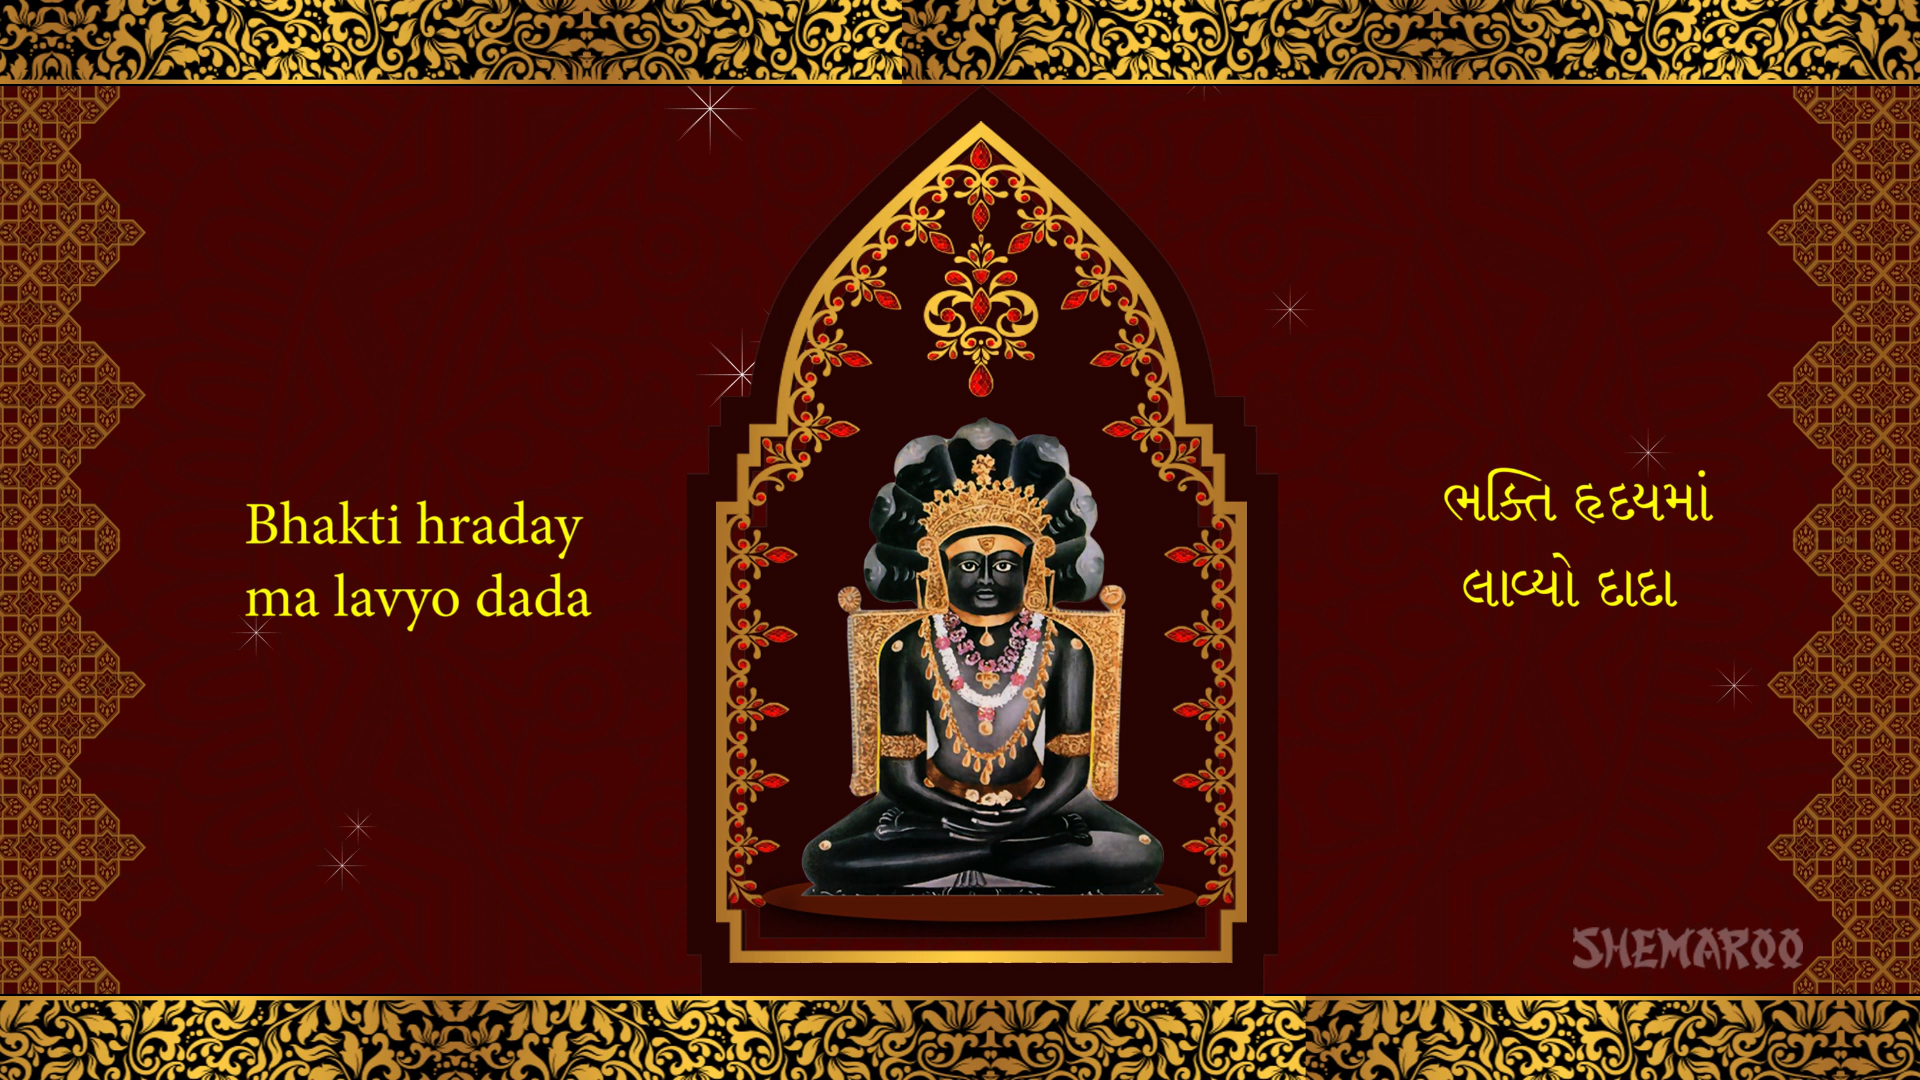 Bhakti hraday
ma lavyo dada
ભક્તિ હૃદયમાં
લાવ્યો દાદા
SHEMAROO